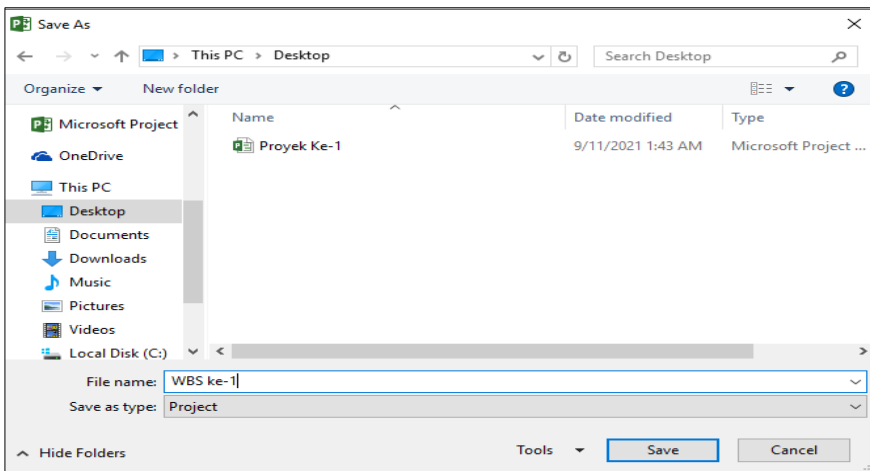 Save As
This PC > Desktop
Search Desktop
Organize
New folder
?
Microsoft Project
OneDrive
This PC
Desktop
Documents
Downloads
Music
Pictures
Videos
Local Disk (C:)
Name Date modified Type
Proyek Ke-1 9/11/2021 1:43 AM Microsoft Project ...
File name: WBS ke-1
Save as type: Project
Hide Folders
Tools
Save
Cancel